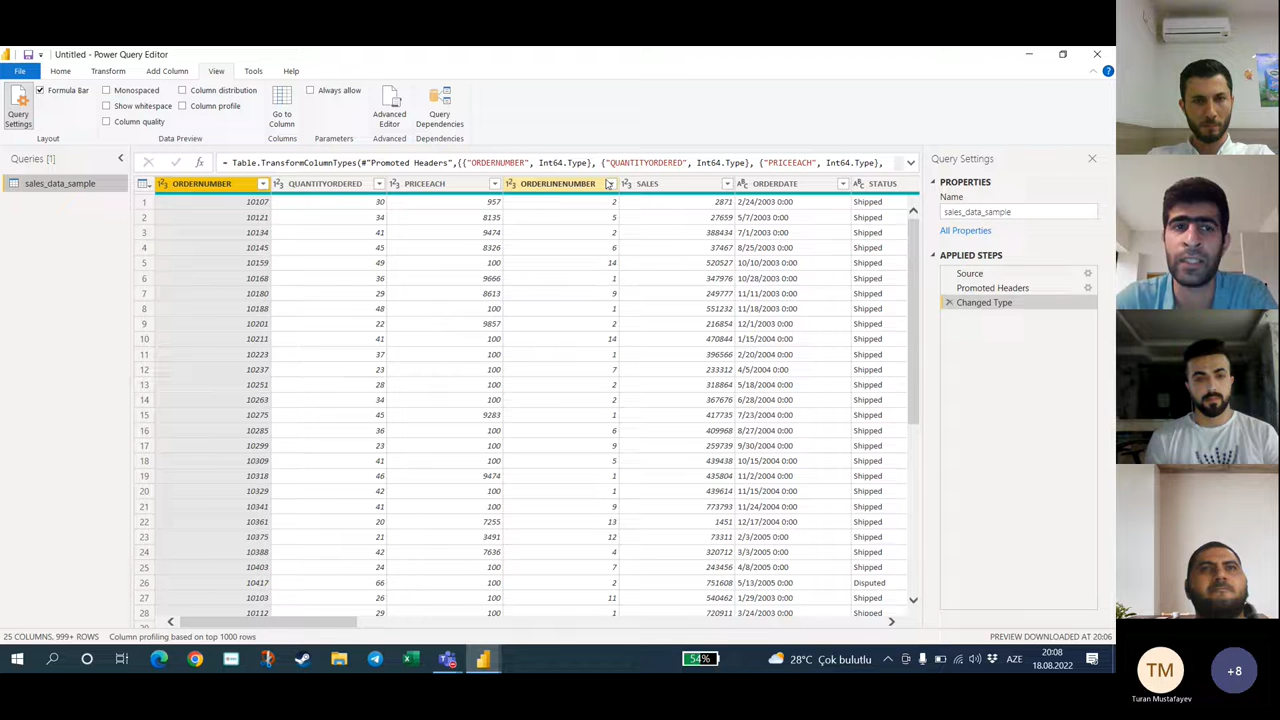 Untitled - Power Query Editor
File Home Transform Add Column View Tools Help
Query Settings
Formula Bar
Layout
Monospaced
Show whitespace
Column quality
Column distribution
Column profile
Data Preview
Go to Column
Columns
Always allow
Parameters
Advanced Editor
Advanced
Query Dependencies
Dependencies
Queries [1]
sales_data_sample
= Table.TransformColumnTypes(#"Promoted Headers",{{"ORDERNUMBER", Int64.Type}, {"QUANTITYORDERED", Int64.Type}, {"PRICEEACH", Int64.Type},
ORDERNUMBER QUANTITYORDERED PRICEEACH ORDERLINENUMBER SALES ORDERDATE STATUS
1 10107 30 957 2 2871 2/24/2003 0:00 Shipped
2 10121 34 8135 5 27659 5/7/2003 0:00 Shipped
3 10134 41 9474 2 388434 7/1/2003 0:00 Shipped
4 10145 45 8326 6 37467 8/25/2003 0:00 Shipped
5 10159 49 100 14 520527 10/10/2003 0:00 Shipped
6 10168 36 9666 1 347976 10/28/2003 0:00 Shipped
7 10180 29 8613 9 249777 11/11/2003 0:00 Shipped
8 10188 48 100 1 551232 11/18/2003 0:00 Shipped
9 10201 22 9857 2 216854 12/1/2003 0:00 Shipped
10 10211 41 100 14 470844 1/15/2004 0:00 Shipped
11 10223 37 100 1 396566 2/20/2004 0:00 Shipped
12 10237 23 100 7 233312 4/5/2004 0:00 Shipped
13 10251 28 100 2 318864 5/18/2004 0:00 Shipped
14 10263 34 100 2 367676 6/28/2004 0:00 Shipped
15 10275 45 9283 1 417735 7/23/2004 0:00 Shipped
16 10285 36 100 6 409968 8/27/2004 0:00 Shipped
17 10299 23 100 9 259739 9/30/2004 0:00 Shipped
18 10309 41 100 5 439438 10/15/2004 0:00 Shipped
19 10318 46 9474 1 435804 11/2/2004 0:00 Shipped
20 10329 42 100 1 439614 11/15/2004 0:00 Shipped
21 10341 41 100 9 773793 11/24/2004 0:00 Shipped
22 10361 20 7255 13 1451 12/17/2004 0:00 Shipped
23 10375 21 3491 12 73311 2/3/2005 0:00 Shipped
24 10388 42 7636 4 320712 3/3/2005 0:00 Shipped
25 10403 24 100 7 243456 4/8/2005 0:00 Shipped
26 10417 66 100 2 751608 5/13/2005 0:00 Disputed
27 10103 26 100 11 540462 1/29/2003 0:00 Shipped
28 10112 29 100 1 720911 3/24/2003 0:00 Shipped
Query Settings
PROPERTIES
Name
sales_data_sample
All Properties
APPLIED STEPS
Source
Promoted Headers
Changed Type
25 COLUMNS, 999+ ROWS Column profiling based on top 1000 rows PREVIEW DOWNLOADED AT 20:06
54% 28°C Çok bulutlu AZE 20:08
18.08.2022
TM
Turan Mustafayev
+8